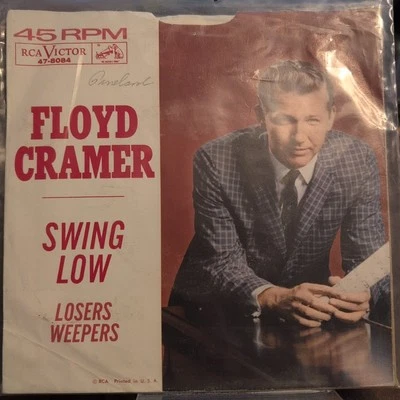 45 RPM
RCA VICTOR
47-8084
FLOYD
CRAMER
SWING
LOW
LOSERS
WEEPERS
© RCA Printed in U. S. A.